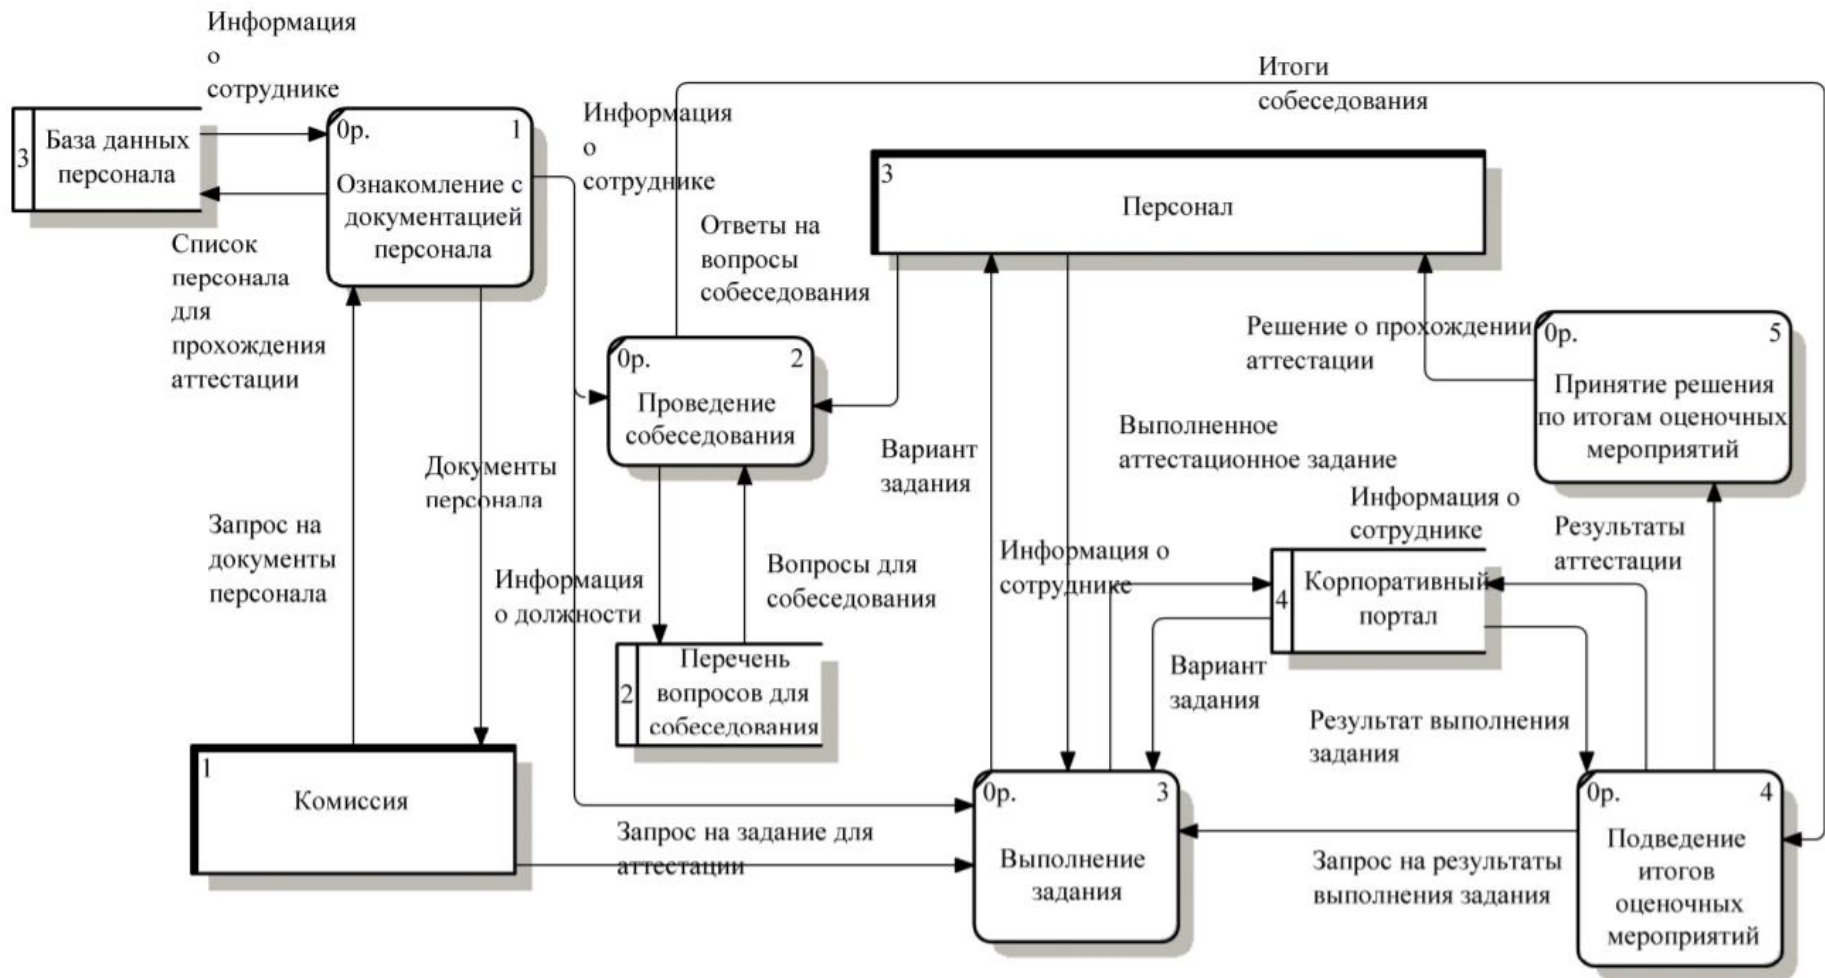 Информация
о
сотруднике
3
База данных
персонала
0р.
1
Ознакомление с
документацией
персонала
Список
персонала
для
прохождения
аттестации
Информация
о
сотруднике
Итоги
собеседования
3
Персонал
Ответы на
вопросы
собеседования
0р.
2
Проведение
собеседования
Решение о прохождении
аттестации
0р.
5
Принятие решения
по итогам оценочных
мероприятий
Документы
персонала
Вариант
задания
Выполненное
аттестационное задание
Запрос на
документы
персонала
Информация
о должности
Вопросы для
собеседования
Информация о
сотруднике
Информация о
сотруднике
Результаты
аттестации
4
Корпоративный
портал
2
Перечень
вопросов для
собеседования
Вариант
задания
Результат выполнения
задания
1
Комиссия
Запрос на задание для
аттестации
0р.
3
Выполнение
задания
Запрос на результаты
выполнения задания
0р.
4
Подведение
итогов
оценочных
мероприятий